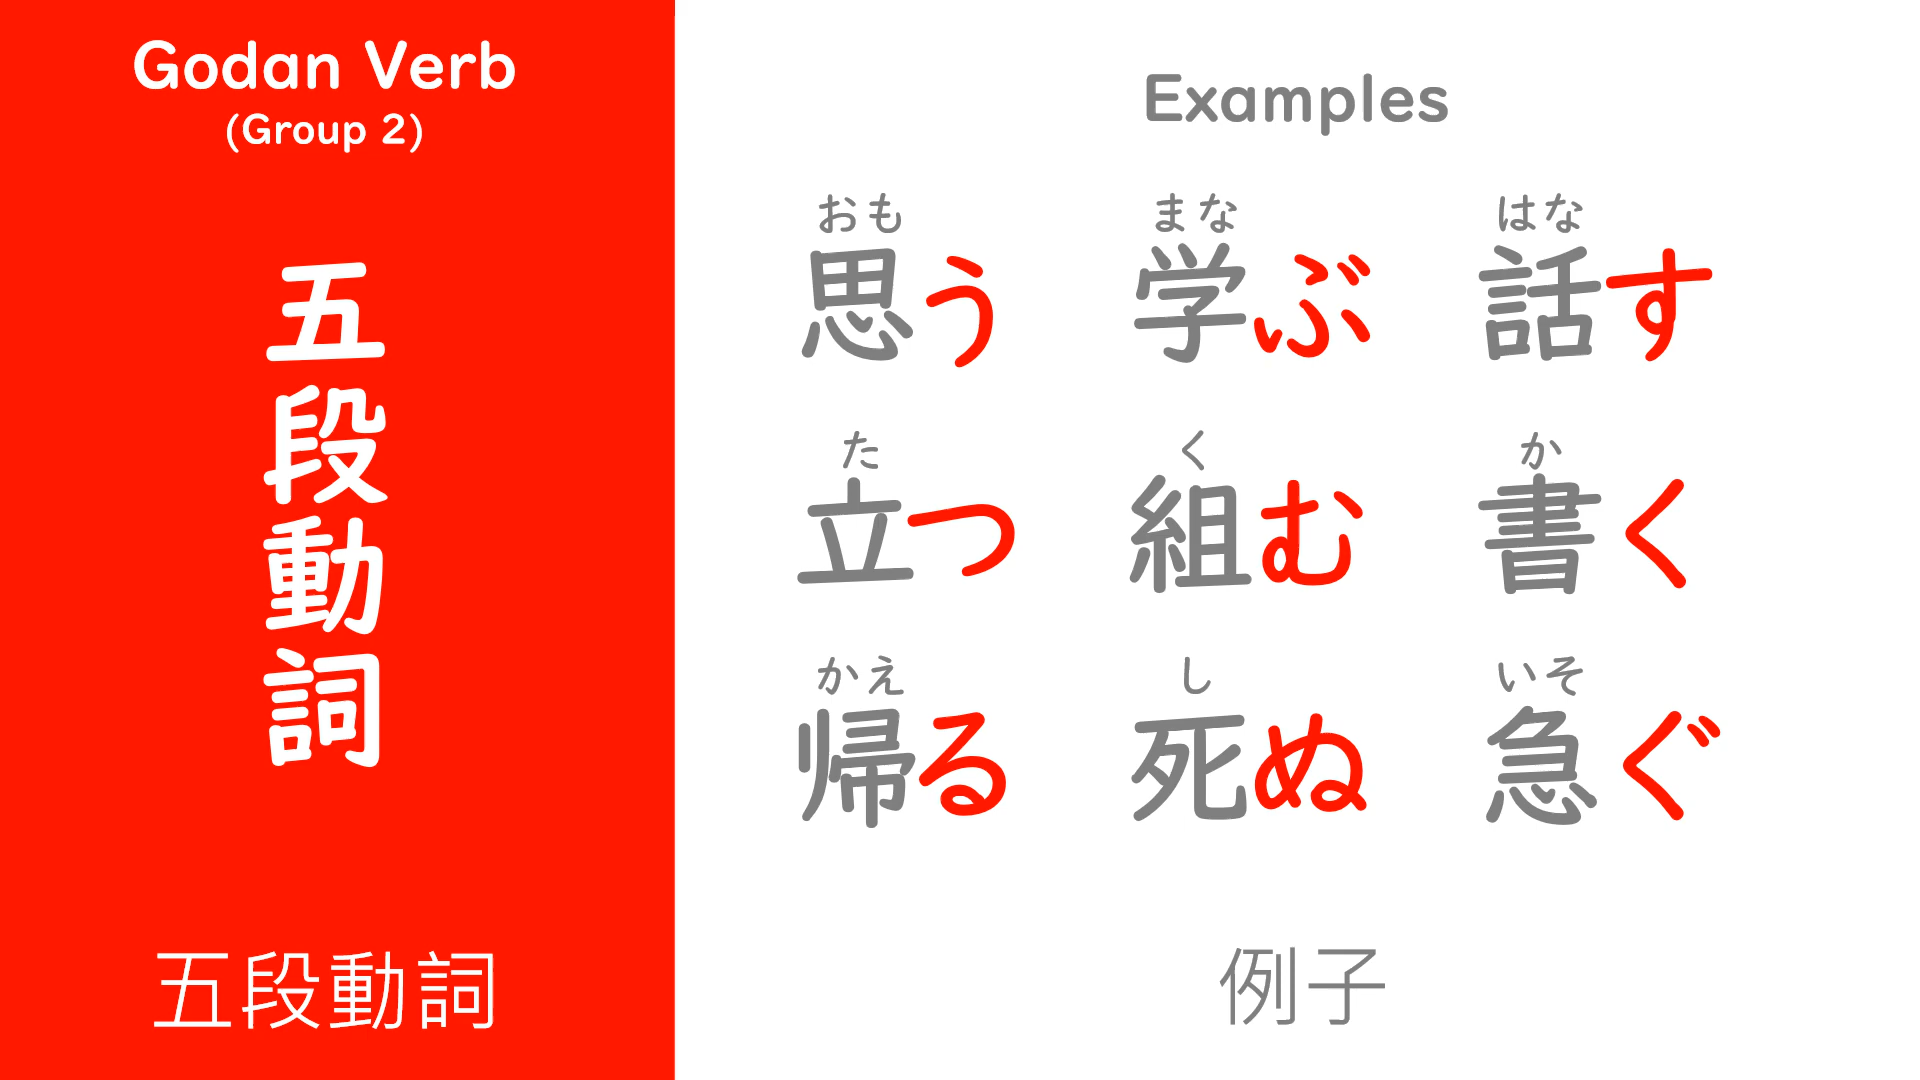 Godan Verb
(Group 2)
五段動詞
五段動詞
Examples
おも まな はな
思う 学ぶ 話す
た く か
立つ 組む 書く
かえ し いそ
帰る 死ぬ 急ぐ
例子